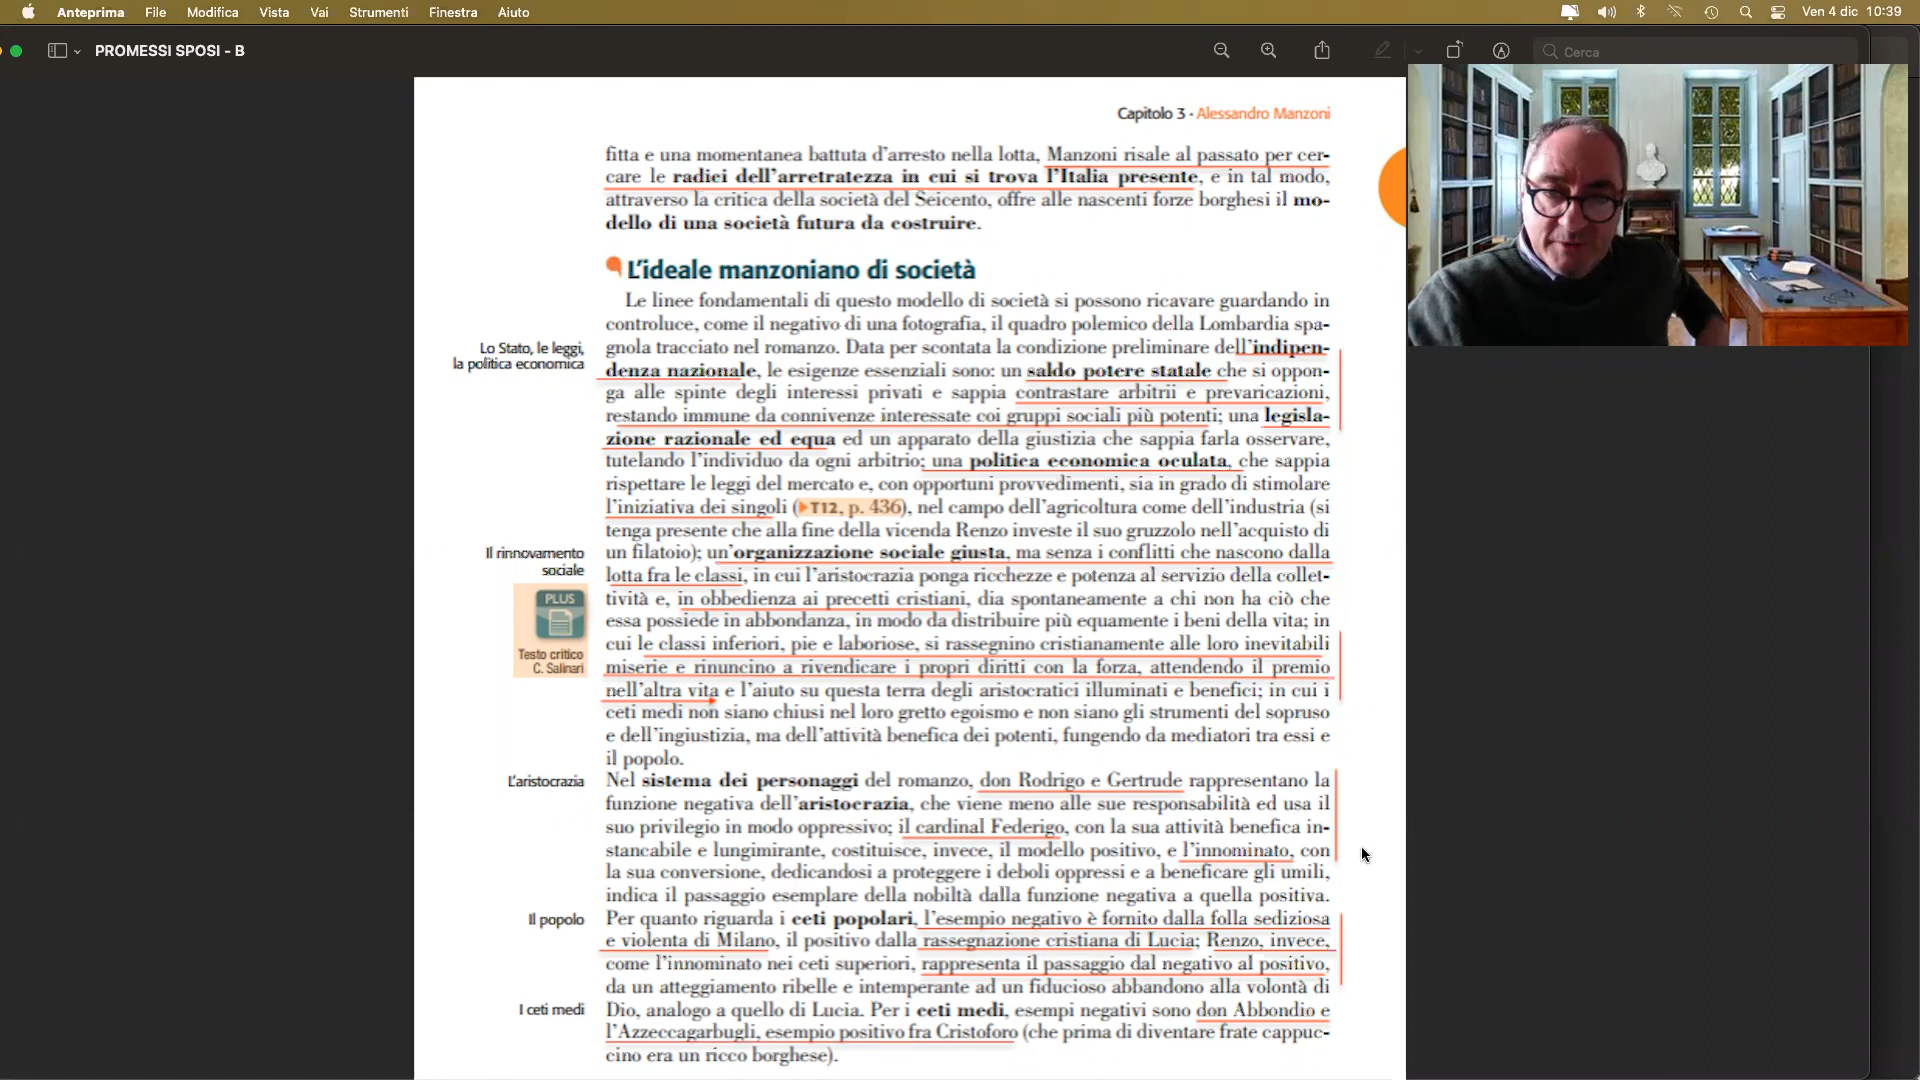 Anteprima File Modifica Vista Vai Strumenti Finestra Aiuto Ven 4 dic 10:39
PROMESSI SPOSI - B
Cerca
Capitolo 3 · Alessandro Manzoni
fitta e una momentanea battuta d'arresto nella lotta, Manzoni risale al passato per cer-
care le radici dell'arretratezza in cui si trova l'Italia presente, e in tal modo,
attraverso la critica della società del Seicento, offre alle nascenti forze borghesi il mo-
dello di una società futura da costruire.
L'ideale manzoniano di società
Le linee fondamentali di questo modello di società si possono ricavare guardando in
controluce, come il negativo di una fotografia, il quadro polemico della Lombardia spa-
Lo Stato, le leggi,
la politica economica
gnola tracciato nel romanzo. Data per scontata la condizione preliminare dell'indipen-
denza nazionale, le esigenze essenziali sono: un saldo potere statale che si oppon-
ga alle spinte degli interessi privati e sappia contrastare arbitrii e prevaricazioni,
restando immune da connivenze interessate coi gruppi sociali più potenti; una legisla-
zione razionale ed equa ed un apparato della giustizia che sappia farla osservare,
tutelando l'individuo da ogni arbitrio; una politica economica oculata, che sappia
rispettare le leggi del mercato e, con opportuni provvedimenti, sia in grado di stimolare
l'iniziativa dei singoli (▶T12, p. 436), nel campo dell'agricoltura come dell'industria (si
tenga presente che alla fine della vicenda Renzo investe il suo gruzzolo nell'acquisto di
Il rinnovamento
sociale
un filatoio); un'organizzazione sociale giusta, ma senza i conflitti che nascono dalla
lotta fra le classi, in cui l'aristocrazia ponga ricchezze e potenza al servizio della collet-
tività e, in obbedienza ai precetti cristiani, dia spontaneamente a chi non ha ciò che
essa possiede in abbondanza, in modo da distribuire più equamente i beni della vita; in
cui le classi inferiori, pie e laboriose, si rassegnino cristianamente alle loro inevitabili
miserie e rinuncino a rivendicare i propri diritti con la forza, attendendo il premio
nell'altra vita e l'aiuto su questa terra degli aristocratici illuminati e benefici; in cui i
ceti medi non siano chiusi nel loro gretto egoismo e non siano gli strumenti del sopruso
e dell'ingiustizia, ma dell'attività benefica dei potenti, fungendo da mediatori tra essi e
il popolo.
PLUS
Testo critico
C. Salinari
L'aristocrazia
Nel sistema dei personaggi del romanzo, don Rodrigo e Gertrude rappresentano la
funzione negativa dell'aristocrazia, che viene meno alle sue responsabilità ed usa il
suo privilegio in modo oppressivo; il cardinal Federigo, con la sua attività benefica in-
stancabile e lungimirante, costituisce, invece, il modello positivo, e l'innominato, con
la sua conversione, dedicandosi a proteggere i deboli oppressi e a beneficare gli umili,
indica il passaggio esemplare della nobiltà dalla funzione negativa a quella positiva.
Il popolo
Per quanto riguarda i ceti popolari, l'esempio negativo è fornito dalla folla sediziosa
e violenta di Milano, il positivo dalla rassegnazione cristiana di Lucia; Renzo, invece,
come l'innominato nei ceti superiori, rappresenta il passaggio dal negativo al positivo,
da un atteggiamento ribelle e intemperante ad un fiducioso abbandono alla volontà di
I ceti medi
Dio, analogo a quello di Lucia. Per i ceti medi, esempi negativi sono don Abbondio e
l'Azzeccagarbugli, esempio positivo fra Cristoforo (che prima di diventare frate cappuc-
cino era un ricco borghese).